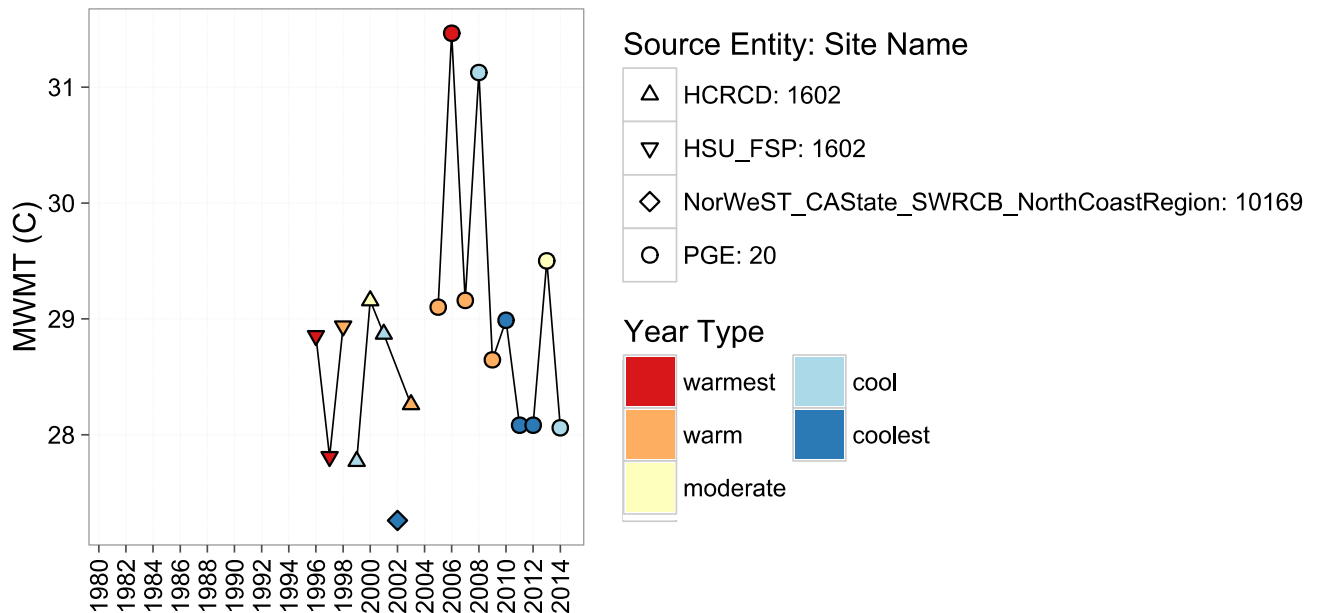 MWMT (C)
31
30
29
28
1980
1982
1984
1986
1988
1990
1992
1994
1996
1998
2000
2002
2004
2006
2008
2010
2012
2014
Source Entity: Site Name
HCRCD: 1602
HSU_FSP: 1602
NorWeST_CAState_SWRCB_NorthCoastRegion: 10169
PGE: 20
Year Type
warmest
cool
warm
coolest
moderate